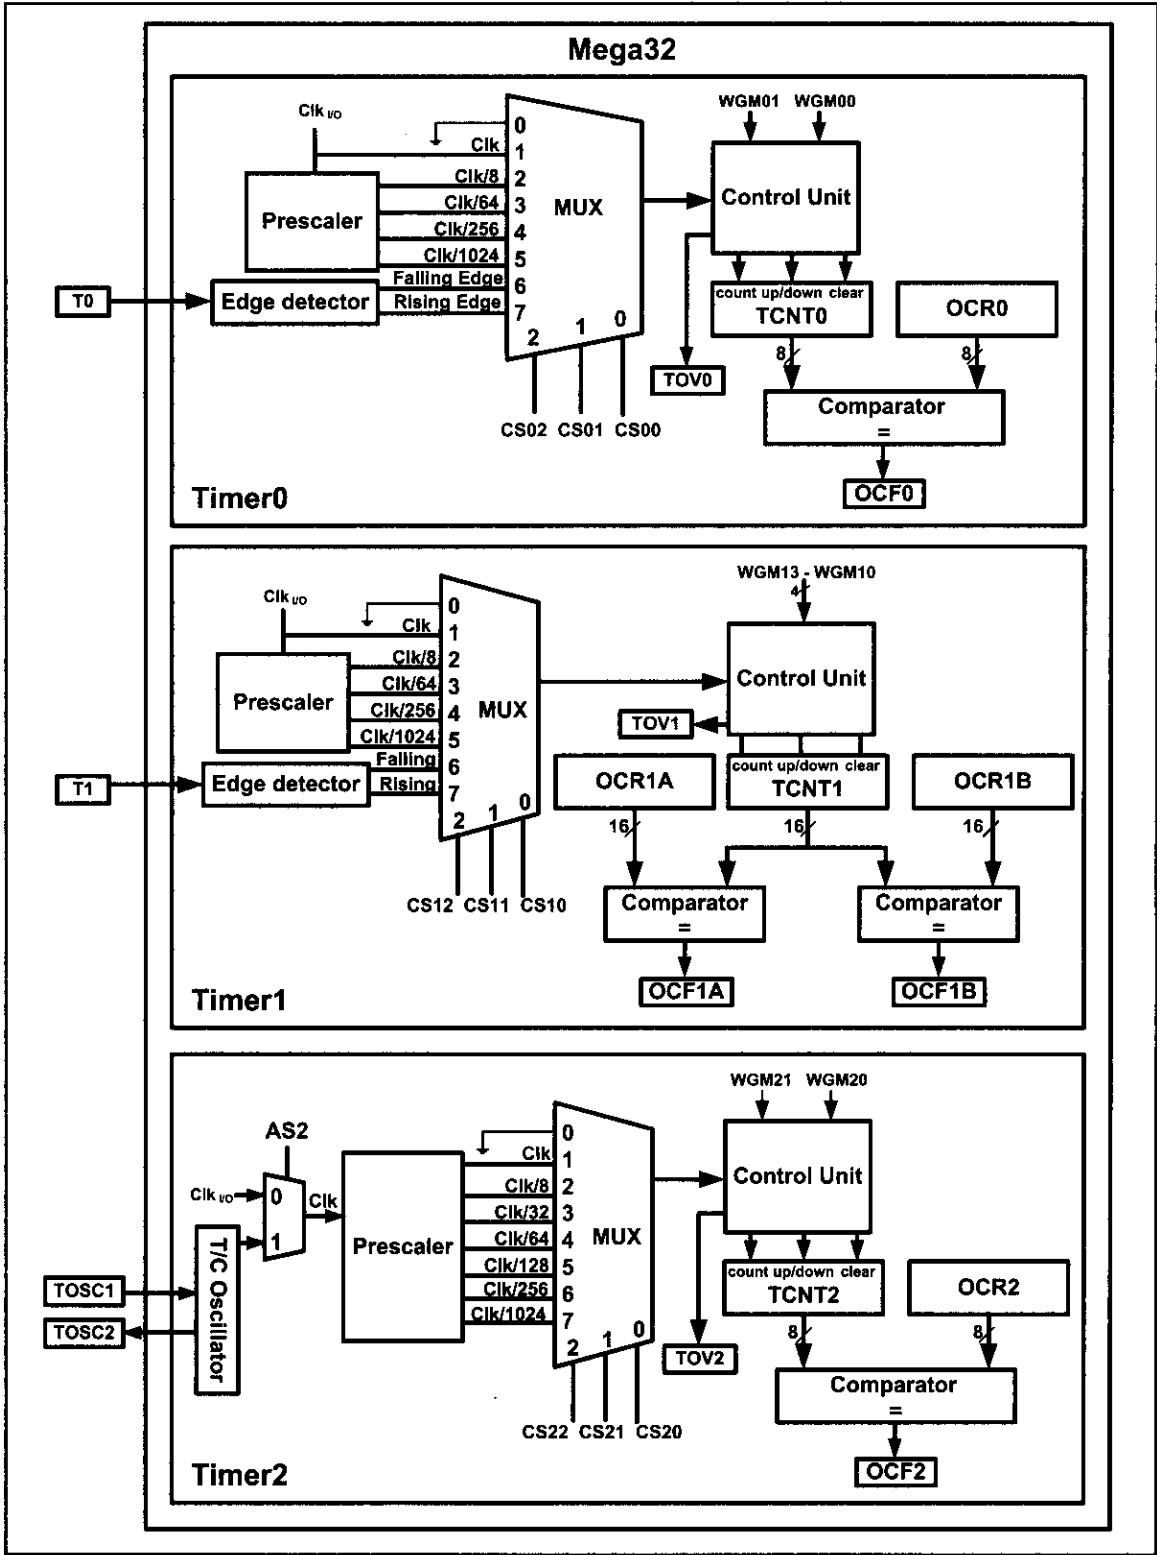 Mega32
Clk I/O
WGM01 WGM00
0
Clk 1
Clk/8 2
Clk/64 3
Clk/256 4
Clk/1024 5
Falling Edge 6
Rising Edge 7
Prescaler
MUX
Control Unit
T0
Edge detector
2 1 0
count up/down clear
TCNT0
OCR0
8 8
TOV0
CS02 CS01 CS00
Comparator
=
OCF0
Timer0
WGM13 - WGM10
4
Clk I/O
0
Clk 1
Clk/8 2
Clk/64 3
Clk/256 4
Clk/1024 5
Falling 6
Rising 7
Prescaler
MUX
Control Unit
TOV1
T1
Edge detector
2 1 0
OCR1A
count up/down clear
TCNT1
OCR1B
16 16 16
CS12 CS11 CS10
Comparator
=
Comparator
=
OCF1A
OCF1B
Timer1
WGM21 WGM20
AS2
Clk I/O 0
1
Clk
T/C Oscillator
Prescaler
0
Clk 1
Clk/8 2
Clk/32 3
Clk/64 4
Clk/128 5
Clk/256 6
Clk/1024 7
MUX
Control Unit
TOSC1
TOSC2
2 1 0
count up/down clear
TCNT2
OCR2
8 8
TOV2
CS22 CS21 CS20
Comparator
=
OCF2
Timer2